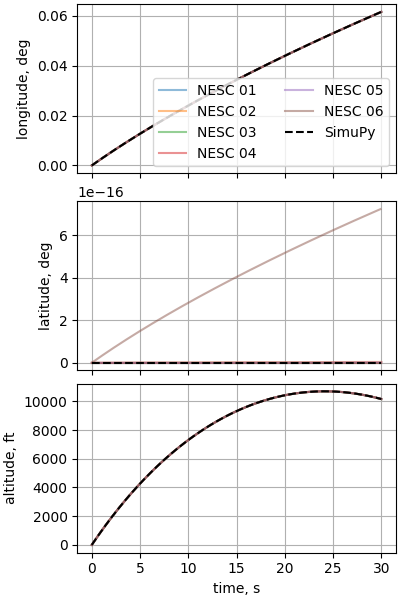 0.06
0.04
0.02
0.00
longitude, deg
NESC 01
NESC 02
NESC 03
NESC 04
NESC 05
NESC 06
SimuPy
1e−16
6
4
2
0
latitude, deg
10000
8000
6000
4000
2000
0
altitude, ft
0 5 10 15 20 25 30
time, s